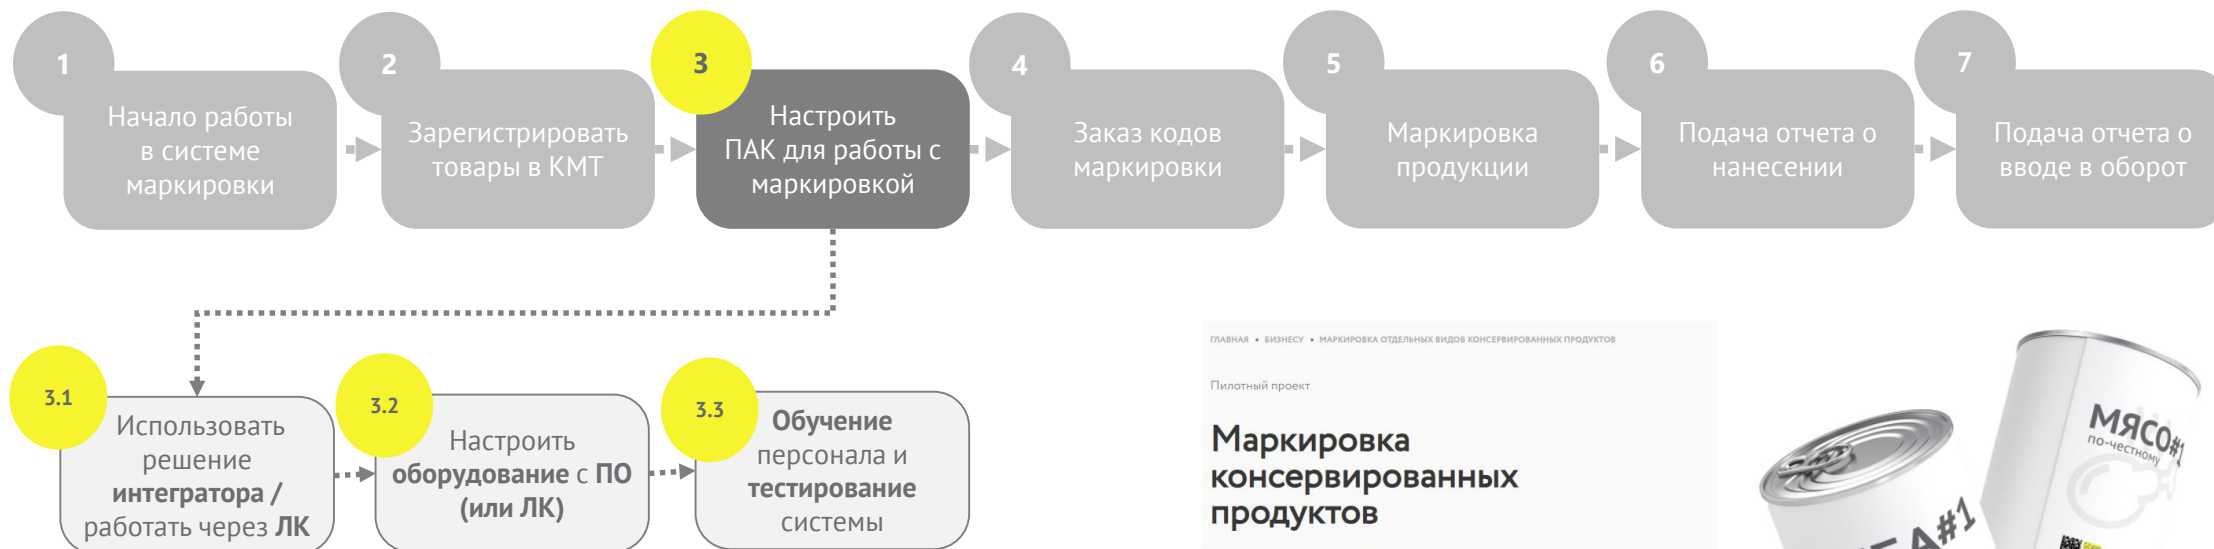 1
Начало работы
в системе
маркировки
2
Зарегистрировать
товары в КМТ
3
Настроить
ПАК для работы с
маркировкой
4
Заказ кодов
маркировки
5
Маркировка
продукции
6
Подача отчета о
нанесении
7
Подача отчета о
вводе в оборот
3.1
Использовать
решение
интегратора /
работать через ЛК
3.2
Настроить
оборудование с ПО
(или ЛК)
3.3
Обучение
персонала и
тестирование
системы
ГЛАВНАЯ • БИЗНЕСУ • МАРКИРОВКА ОТДЕЛЬНЫХ ВИДОВ КОНСЕРВИРОВАННЫХ ПРОДУКТОВ
Пилотный проект
Маркировка
консервированных
продуктов
МЯСО#1
по-честному